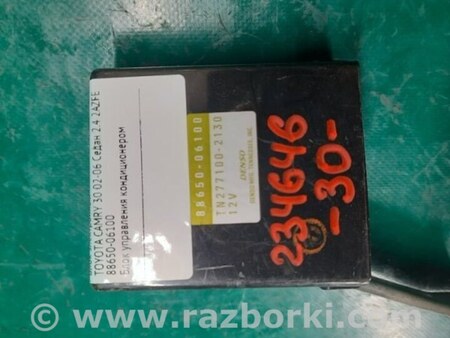 TOYOTA CAMRY 30 02-06 Седан 2.4 2AZFE
88650-06100
Блок управления кондиционером
88650-06100
TN277100-2130
12V
DENSO
234646
-30-
www.razborki.com